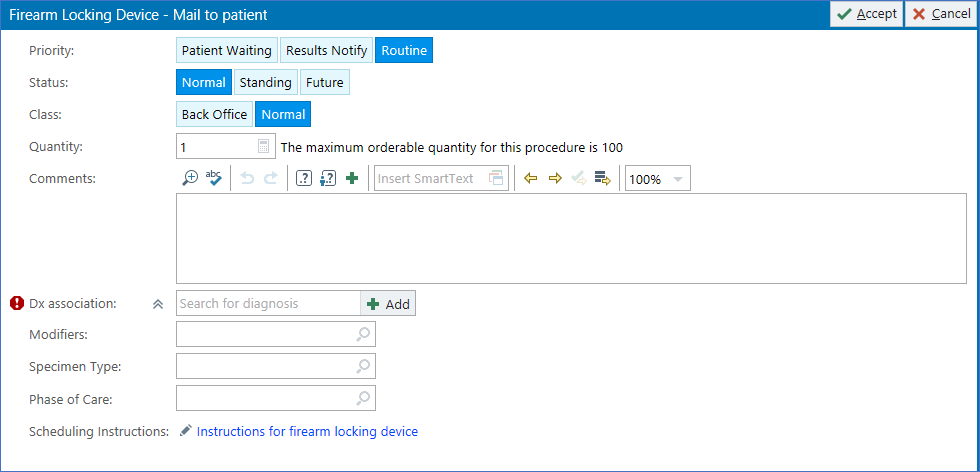 Firearm Locking Device - Mail to patient Accept Cancel
Priority: Patient Waiting Results Notify Routine
Status: Normal Standing Future
Class: Back Office Normal
Quantity: 1 The maximum orderable quantity for this procedure is 100
Comments: abc ? ? Insert SmartText 100%
Dx association: Search for diagnosis Add
Modifiers:
Specimen Type:
Phase of Care:
Scheduling Instructions: Instructions for firearm locking device